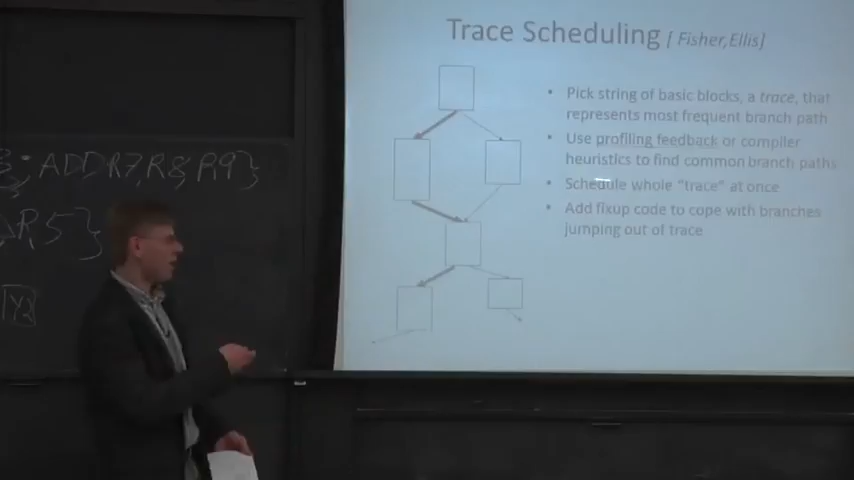 Trace Scheduling [ Fisher,Ellis]
• Pick string of basic blocks, a trace, that
represents most frequent branch path
• Use profiling feedback or compiler
heuristics to find common branch paths
• Schedule whole "trace" at once
• Add fixup code to cope with branches
jumping out of trace
ADD R7, R8, R9}
R5}